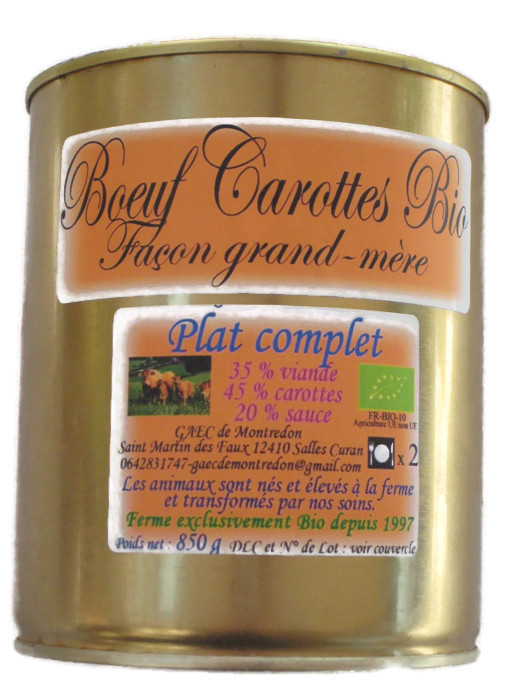 Boeuf Carottes Bio
Façon grand-mère
Plat complet
35 % viande
45 % carottes
20 % sauce
FR-BIO-10
Agriculture UE/non UE
GAEC de Montredon
Saint Martin des Faux 12410 Salles Curan
0642831747-gaecdemontredon@gmail.com
x 2
Les animaux sont nés et élevés à la ferme
et transformés par nos soins.
Ferme exclusivement Bio depuis 1997
Poids net : 850 g DLC et N° de Lot : voir couvercle